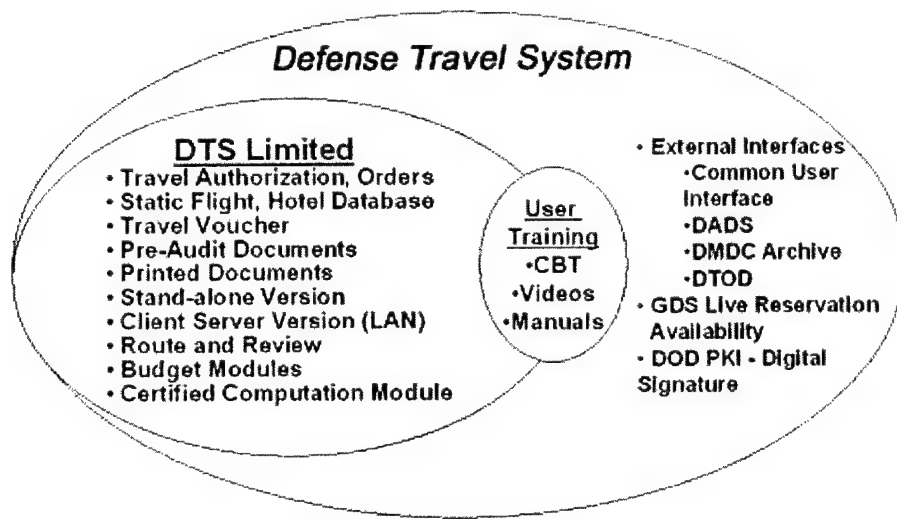 Defense Travel System
DTS Limited
• Travel Authorization, Orders
• Static Flight, Hotel Database
• Travel Voucher
• Pre-Audit Documents
• Printed Documents
• Stand-alone Version
• Client Server Version (LAN)
• Route and Review
• Budget Modules
• Certified Computation Module
User
Training
•CBT
•Videos
•Manuals
• External Interfaces
•Common User
Interface
•DADS
•DMDC Archive
•DTOD
• GDS Live Reservation
Availability
• DOD PKI - Digital
Signature